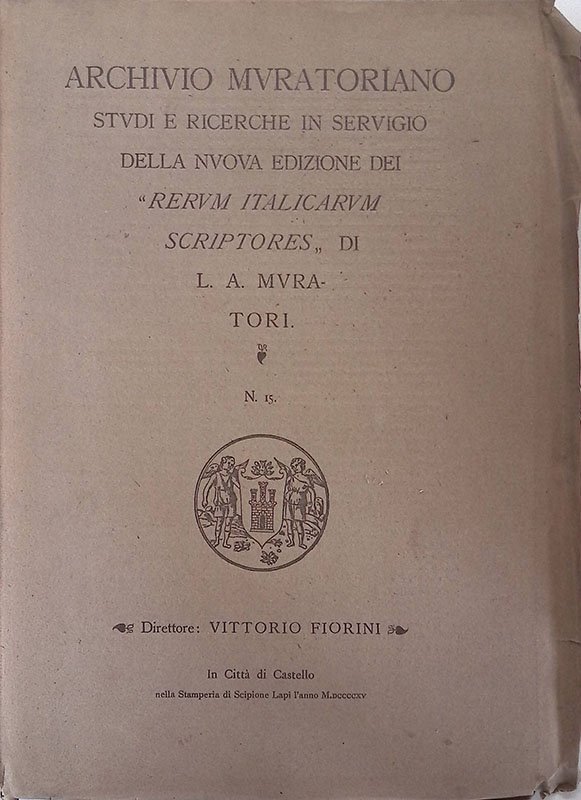 ARCHIVIO MVRATORIANO
STVDI E RICERCHE IN SERVIGIO
DELLA NVOVA EDIZIONE DEI
“RERVM ITALICARVM
SCRIPTORES„ DI
L. A. MVRA-
TORI.
N. 15.
Direttore: VITTORIO FIORINI
In Città di Castello
nella Stamperia di Scipione Lapi l'anno M.DCCCCXV